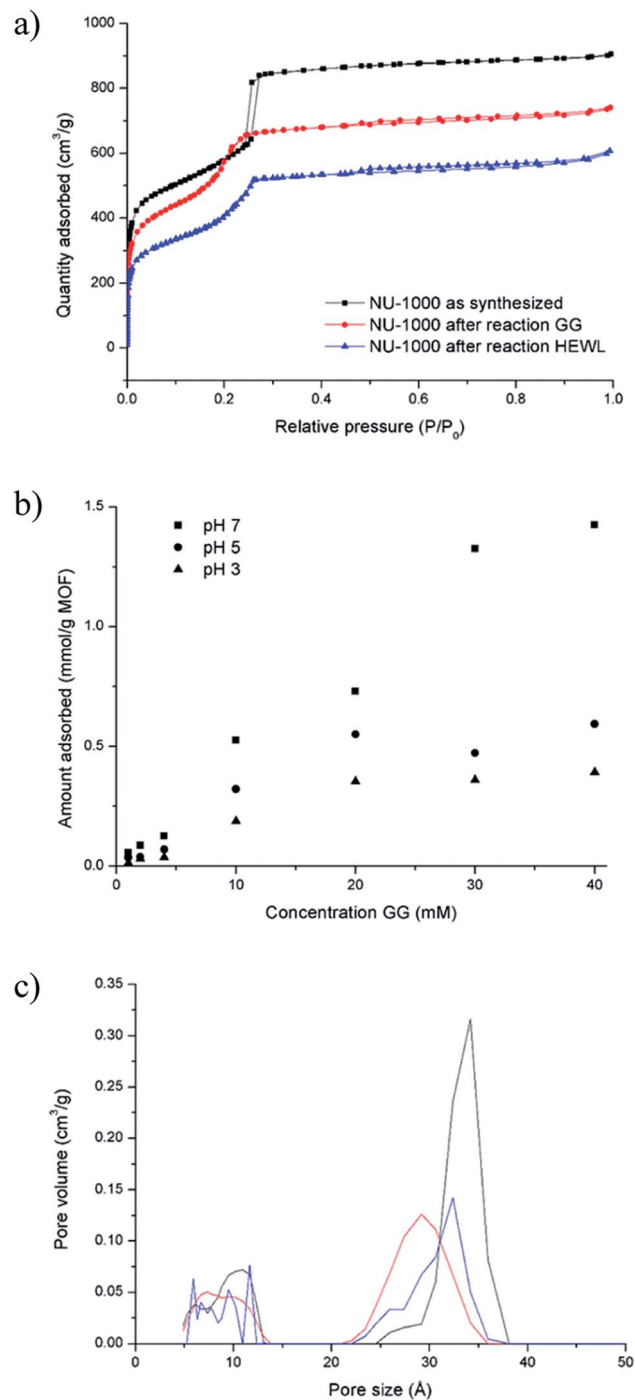 a)
1000
800
600
400
200
0
Quantity adsorbed (cm³/g)
NU-1000 as synthesized
NU-1000 after reaction GG
NU-1000 after reaction HEWL
0.0 0.2 0.4 0.6 0.8 1.0
Relative pressure (P/P₀)
b)
1.5
1.0
0.5
0.0
Amount adsorbed (mmol/g MOF)
pH 7
pH 5
pH 3
0 10 20 30 40
Concentration GG (mM)
c)
0.35
0.30
0.25
0.20
0.15
0.10
0.05
0.00
Pore volume (cm³/g)
0 10 20 30 40 50
Pore size (Å)